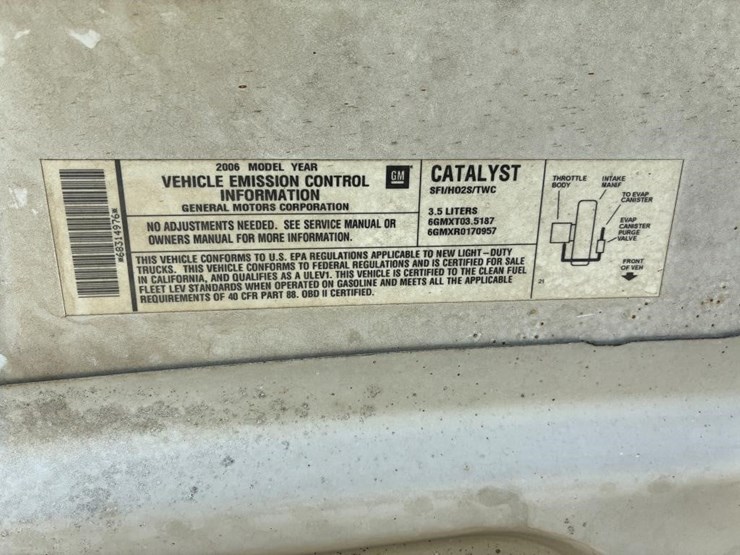 *68314976*
2006 MODEL YEAR
VEHICLE EMISSION CONTROL
INFORMATION
GENERAL MOTORS CORPORATION
GM
NO ADJUSTMENTS NEEDED. SEE SERVICE MANUAL OR
OWNERS MANUAL FOR MORE INFORMATION.
CATALYST
SFI/HO2S/TWC
3.5 LITERS
6GMXT03.5187
6GMXR0170957
THIS VEHICLE CONFORMS TO U.S. EPA REGULATIONS APPLICABLE TO NEW LIGHT-DUTY
TRUCKS. THIS VEHICLE CONFORMS TO FEDERAL REGULATIONS AND IS CERTIFIED FOR SALE
IN CALIFORNIA, AND QUALIFIES AS A ULEV1. THIS VEHICLE IS CERTIFIED TO THE CLEAN FUEL
FLEET LEV STANDARDS WHEN OPERATED ON GASOLINE AND MEETS ALL THE APPLICABLE
REQUIREMENTS OF 40 CFR PART 88. OBD II CERTIFIED.
THROTTLE
BODY
INTAKE
MANIF
TO EVAP
CANISTER
EVAP
CANISTER
PURGE
VALVE
FRONT
OF VEH
21